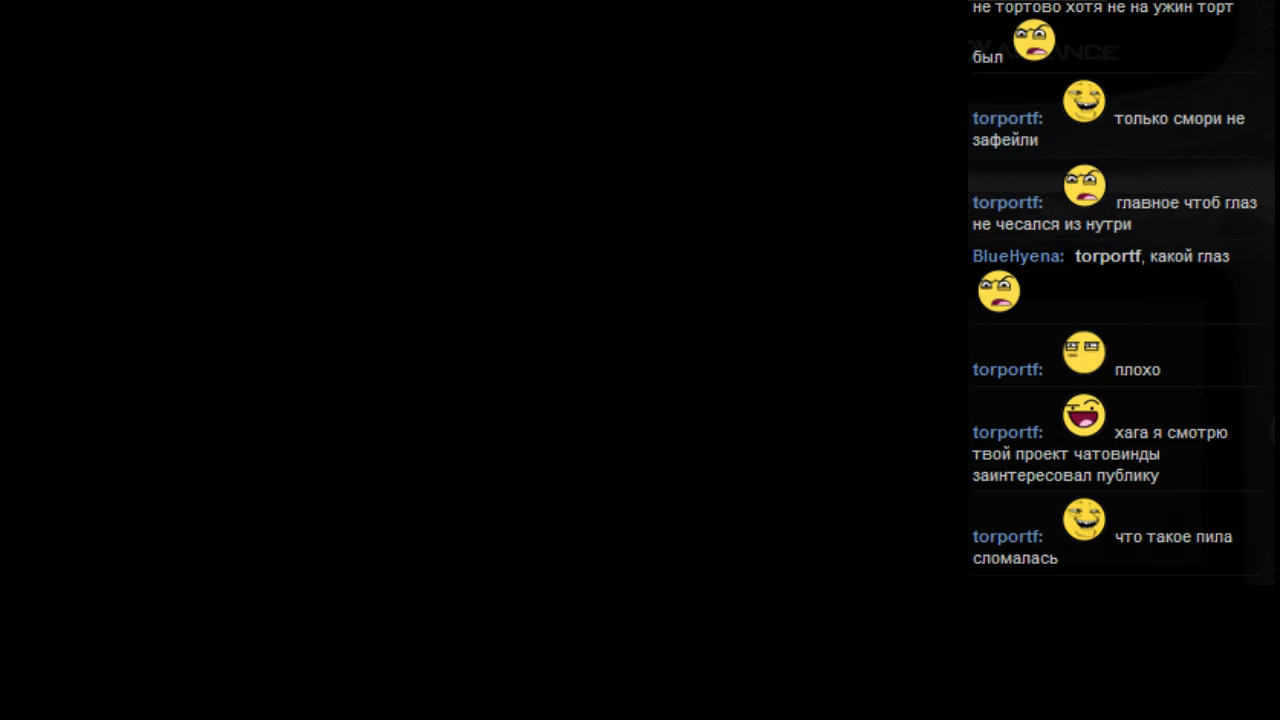 не тортово хотя не на ужин торт
был
torportf: только смори не
зафейли
torportf: главное чтоб глаз
не чесался из нутри
BlueHyena: torportf, какой глаз
torportf: плохо
torportf: хага я смотрю
твой проект чатовинды
заинтересовал публику
torportf: что такое пила
сломалась